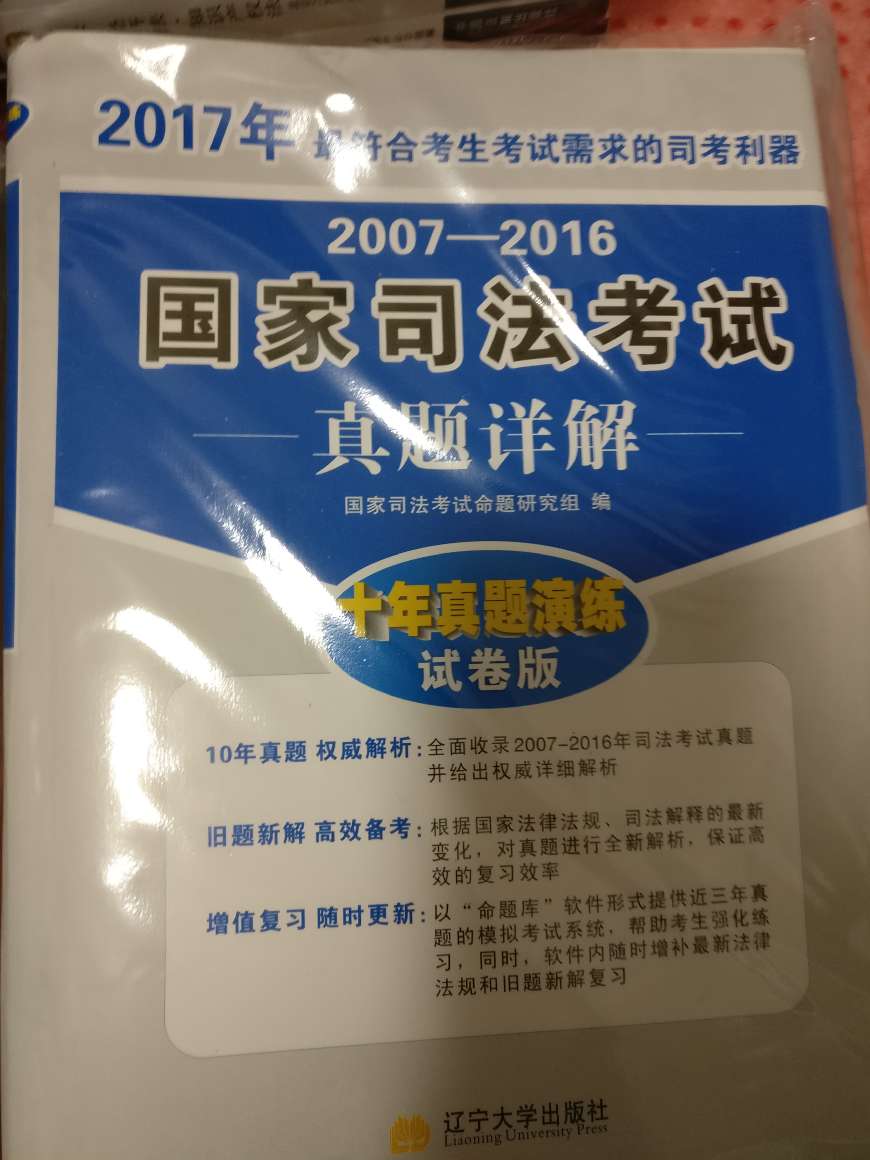 2017年 最符合考生考试需求的司考利器
2007—2016
国家司法考试
真题详解
国家司法考试命题研究组 编
十年真题演练
试卷版
10年真题 权威解析：全面收录2007-2016年司法考试真题
并给出权威详细解析
旧题新解 高效备考：根据国家法律法规、司法解释的最新
变化，对真题进行全新解析，保证高
效的复习效率
增值复习 随时更新：以“命题库”软件形式提供近三年真
题的模拟考试系统，帮助考生强化练
习，同时，软件内随时增补最新法律
法规和旧题新解复习
辽宁大学出版社
Liaoning University Press